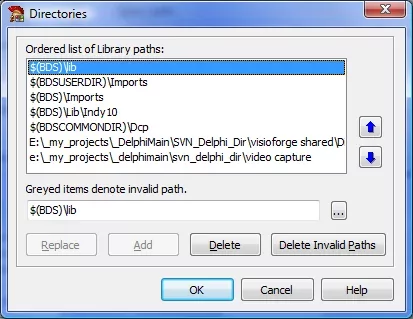 Directories
Ordered list of Library paths:
$(BDS)\lib
$(BDSUSERDIR)\Imports
$(BDS)\Imports
$(BDS)\Lib\Indy10
$(BDSCOMMONDIR)\Dcp
E:\_my_projects\_DelphiMain\SVN_Delphi_Dir\visioforge shared\D
e:\_my_projects\_delphimain\svn_delphi_dir\video capture
Greyed items denote invalid path.
$(BDS)\lib
...
Replace Add Delete Delete Invalid Paths
OK Cancel Help